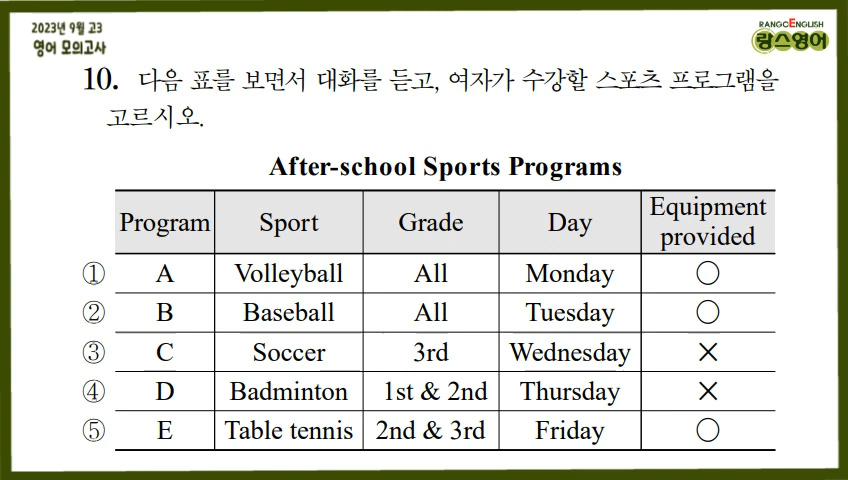 2023년 9월 고3
영어 모의고사
RANGCENGLISH
랑스영어
10. 다음 표를 보면서 대화를 듣고, 여자가 수강할 스포츠 프로그램을
고르시오.
After-school Sports Programs
Program Sport Grade Day Equipment provided
① A Volleyball All Monday ○
② B Baseball All Tuesday ○
③ C Soccer 3rd Wednesday ×
④ D Badminton 1st & 2nd Thursday ×
⑤ E Table tennis 2nd & 3rd Friday ○